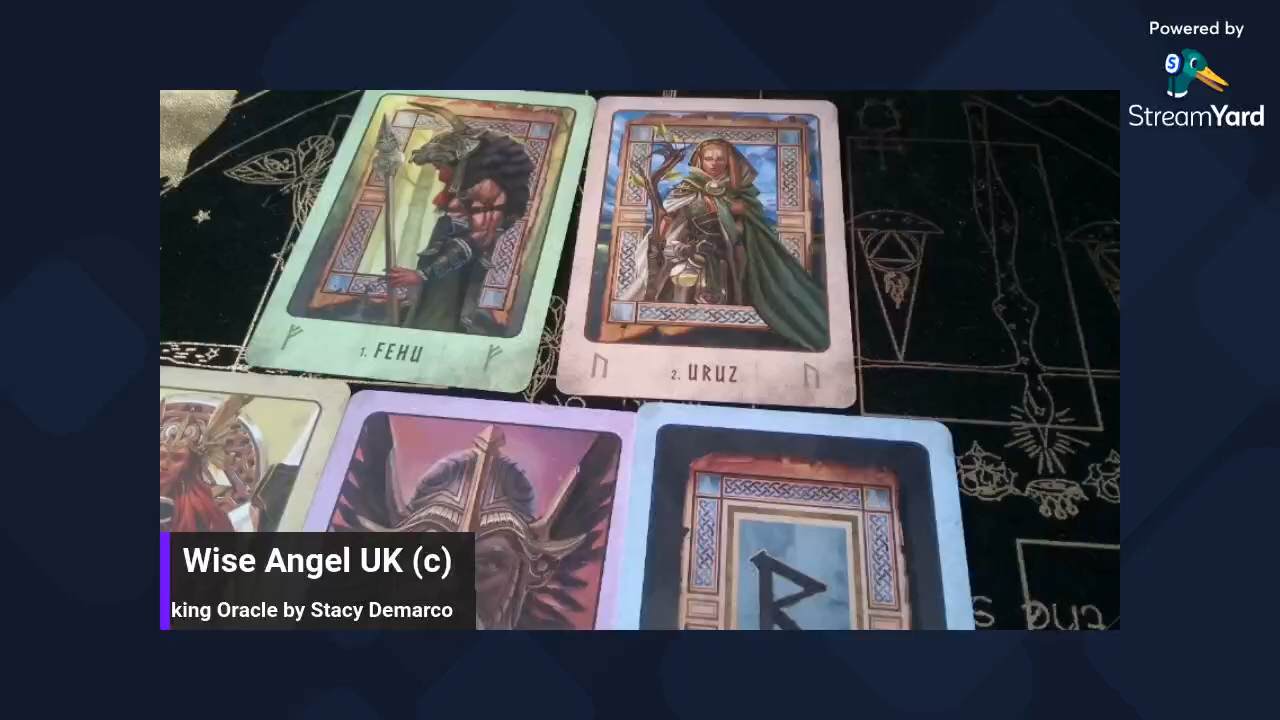 Powered by
StreamYard
1. FEHU
2. URUZ
Wise Angel UK (c)
king Oracle by Stacy Demarco